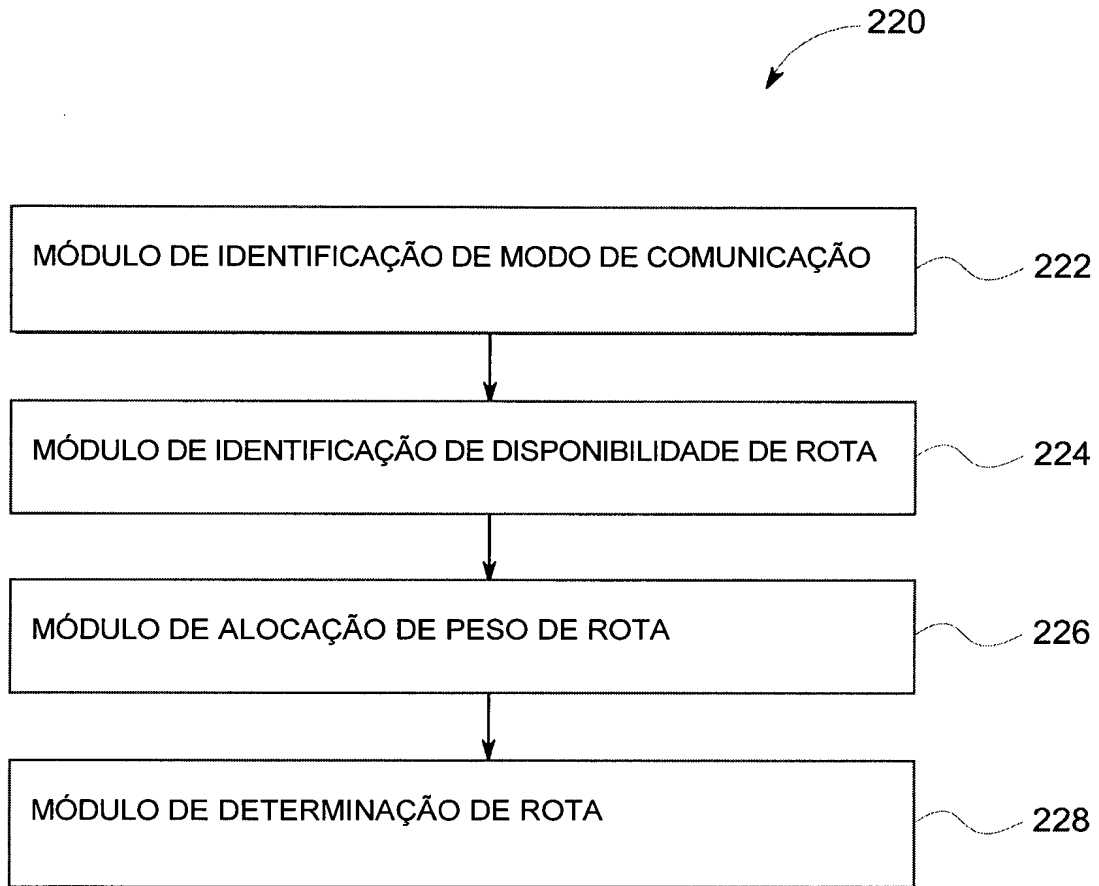 220
MÓDULO DE IDENTIFICAÇÃO DE MODO DE COMUNICAÇÃO
222
MÓDULO DE IDENTIFICAÇÃO DE DISPONIBILIDADE DE ROTA
224
MÓDULO DE ALOCAÇÃO DE PESO DE ROTA
226
MÓDULO DE DETERMINAÇÃO DE ROTA
228